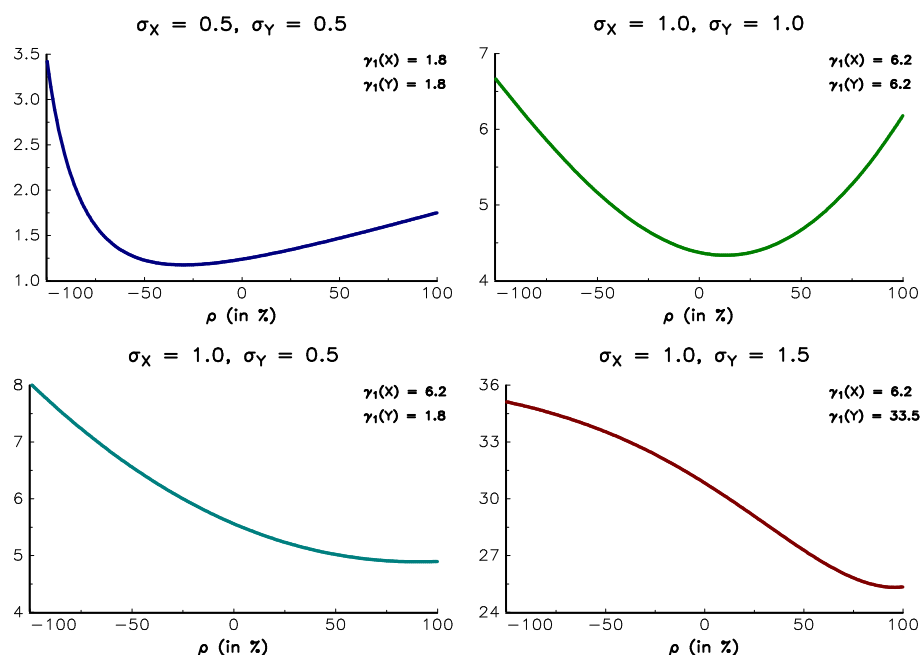 σX = 0.5, σY = 0.5
γ1(X) = 1.8
γ1(Y) = 1.8
3.5
3.0
2.5
2.0
1.5
1.0
−100
−50
0
50
100
ρ (in %)
σX = 1.0, σY = 1.0
γ1(X) = 6.2
γ1(Y) = 6.2
7
6
5
4
−100
−50
0
50
100
ρ (in %)
σX = 1.0, σY = 0.5
γ1(X) = 6.2
γ1(Y) = 1.8
8
7
6
5
4
−100
−50
0
50
100
ρ (in %)
σX = 1.0, σY = 1.5
γ1(X) = 6.2
γ1(Y) = 33.5
36
33
30
27
24
−100
−50
0
50
100
ρ (in %)